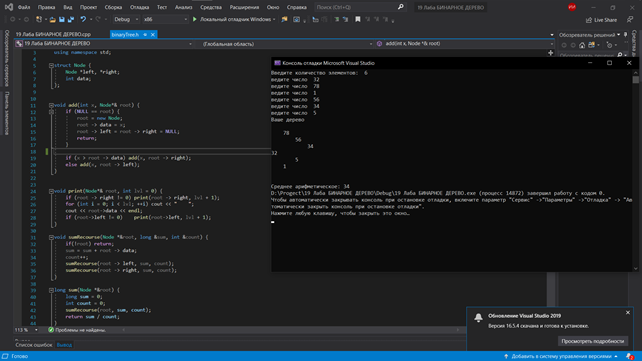 Файл Правка Вид Проект Сборка Отладка Тест Анализ Средства Расширения Окно Справка Поиск (Ctrl+Q) 19 Лаба БИНАРНОЕ ДЕРЕВО
Debug x86 Локальный отладчик Windows Live Share
19 Лаба БИНАРНОЕ ДЕРЕВО.cpp binaryTree.h Обозреватель решений
19 Лаба БИНАРНОЕ ДЕРЕВО (Глобальная область) add(int x, Node *& root)
Обозреватель серверов
Панель элементов
using namespace std;
struct Node {
Node *left, *right;
int data;
};
void add(int x, Node*& root) {
if (NULL == root) {
root = new Node;
root -> data = x;
root -> left = root -> right = NULL;
return;
}
if (x > root -> data) add(x, root -> right);
else add(x, root -> left);
}
void print(Node*& root, int lvl = 0) {
if (root -> right != 0) print(root -> right, lvl + 1);
for (int i = 0; i < lvl; ++i) cout << "    ";
cout << root->data << endl;
if (root->left != 0) print(root->left, lvl + 1);
}
void sumRecourse(Node *&root, long &sum, int &count) {
if(!root) return;
sum = sum + root -> data;
count++;
sumRecourse(root -> left, sum, count);
sumRecourse(root -> right, sum, count);
}
long sum(Node *&root) {
long sum = 0;
int count = 0;
sumRecourse(root, sum, count);
return sum / count;
113 % Проблемы не найдены.
Список ошибок Вывод
Готово Добавить в систему управления версиями
Консоль отладки Microsoft Visual Studio
Введите количество элементов: 6
ведите число 32
ведите число 78
ведите число 1
ведите число 56
ведите число 34
ведите число 5
Ваше дерево
78
56
34
32
5
1
Среднее арифметическое: 34
D:\Progect\19 Лаба БИНАРНОЕ ДЕРЕВО\Debug\19 Лаба БИНАРНОЕ ДЕРЕВО.exe (процесс 14872) завершил работу с кодом 0.
Чтобы автоматически закрывать консоль при остановке отладки, включите параметр "Сервис" ->"Параметры" ->"Отладка" -> "Ав
томатически закрыть консоль при остановке отладки".
Нажмите любую клавишу, чтобы закрыть это окно…
Обновление Visual Studio 2019
Версия 16.5.4 скачана и готова к установке.
Просмотреть подробности